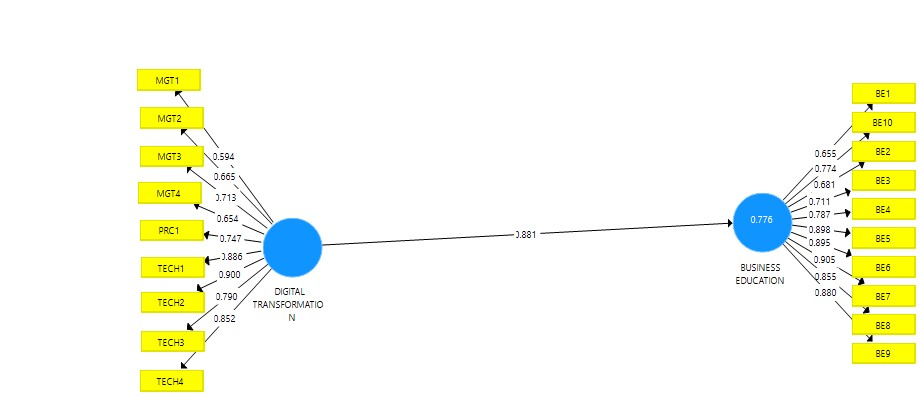 MGT1
MGT2
MGT3
MGT4
PRC1
TECH1
TECH2
TECH3
TECH4
0.594
0.665
0.713
0.654
0.747
0.886
0.900
0.790
0.852
DIGITAL
TRANSFORMATIO
N
0.881
0.776
BUSINESS
EDUCATION
0.655
0.774
0.681
0.711
0.787
0.898
0.895
0.905
0.855
0.880
BE1
BE10
BE2
BE3
BE4
BE5
BE6
BE7
BE8
BE9